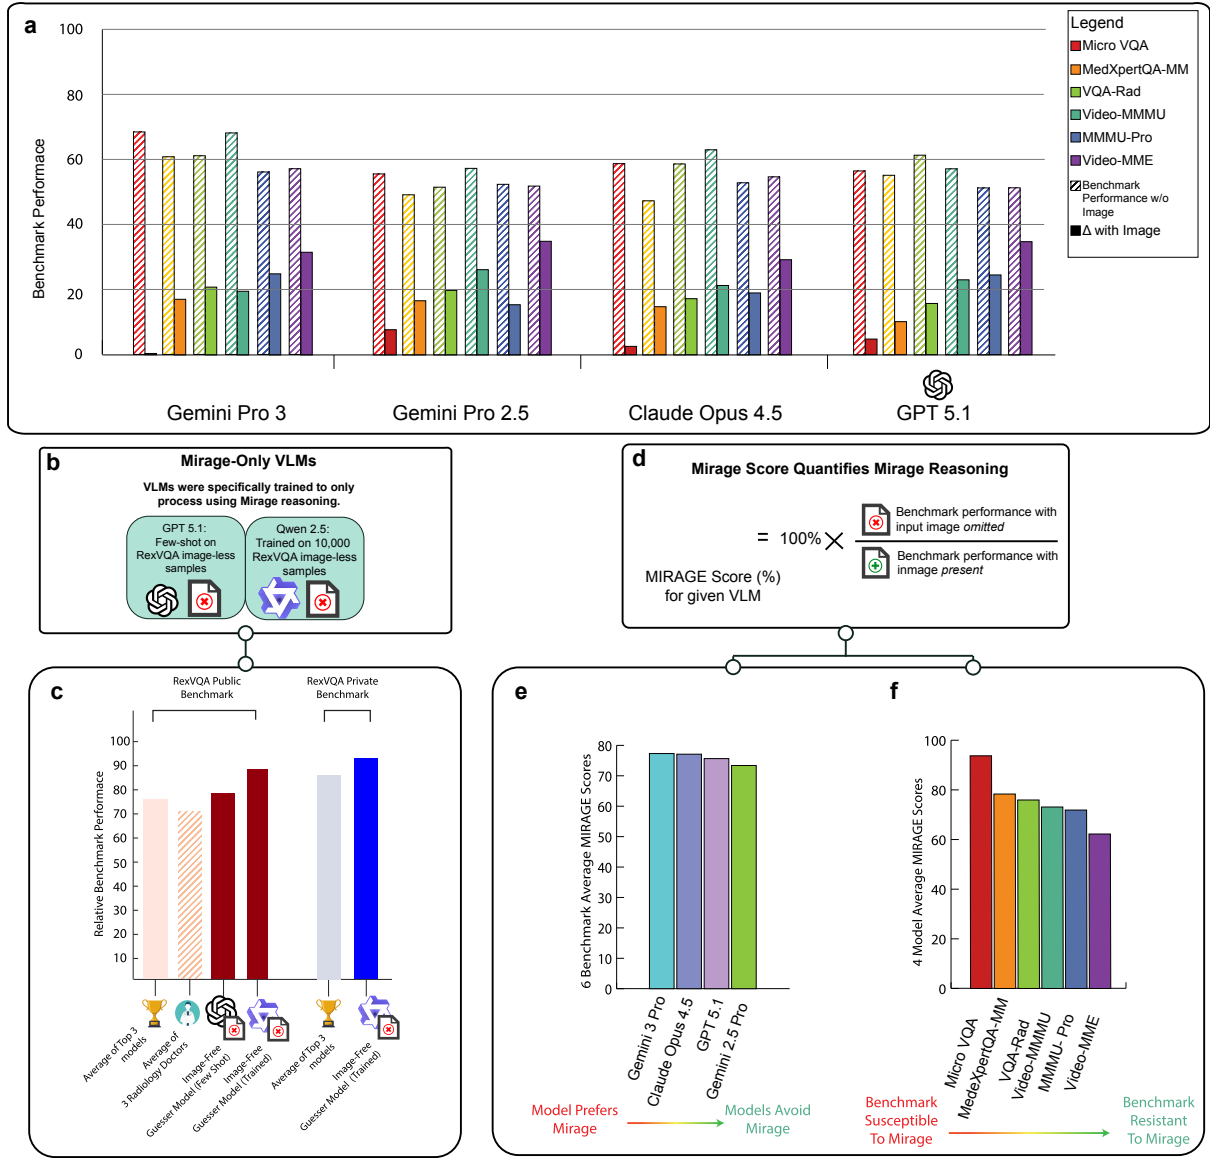 a
100
80
60
40
20
0
Benchmark Performace
Gemini Pro 3
Gemini Pro 2.5
Claude Opus 4.5
GPT 5.1
Legend
Micro VQA
MedXpertQA-MM
VQA-Rad
Video-MMMU
MMMU-Pro
Video-MME
Benchmark
Performance w/o
Image
Δ with Image
b
Mirage-Only VLMs
VLMs were specifically trained to only
process using Mirage reasoning.
GPT 5.1:
Few-shot on
RexVQA image-less
samples
Qwen 2.5:
Trained on 10,000
RexVQA image-less
samples
d
Mirage Score Quantifies Mirage Reasoning
MIRAGE Score (%)
for given VLM
= 100% ×
Benchmark performance with
input image omitted
Benchmark performance with
inmage present
c
RexVQA Public
Benchmark
RexVQA Private
Benchmark
Relative Benchmark Performace
100
90
80
70
60
50
40
30
20
10
Average of Top 3
models
Average of
3 Radiology Doctors
Image-Free
Guesser Model (Few Shot)
Image-Free
Guesser Model (Trained)
Average of Top 3
models
Image-Free
Guesser Model (Trained)
e
6 Benchmark Average MIRAGE Scores
80
70
60
50
40
30
20
10
0
Gemini 3 Pro
Claude Opus 4.5
GPT 5.1
Gemini 2.5 Pro
Model Prefers
Mirage
Models Avoid
Mirage
f
4 Model Average MIRAGE Scores
100
80
60
40
20
0
Micro VQA
MedeXpertQA-MM
VQA-Rad
Video-MMMU
MMMU- Pro
Video-MME
Benchmark
Susceptible
To Mirage
Benchmark
Resistant
To Mirage